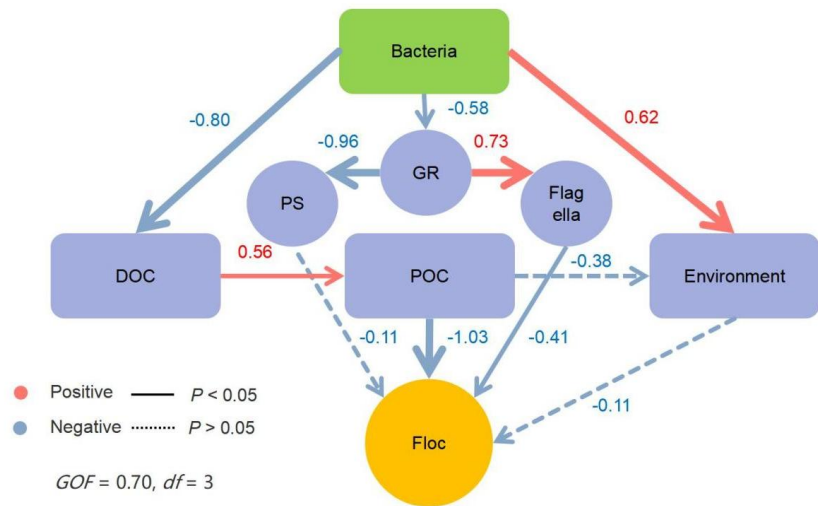 Bacteria
-0.80
-0.58
0.62
-0.96
0.73
GR
PS
Flag
ella
DOC
0.56
POC
-0.38
Environment
-0.11
-1.03
-0.41
-0.11
Positive P < 0.05
Negative P > 0.05
Floc
GOF = 0.70, df = 3